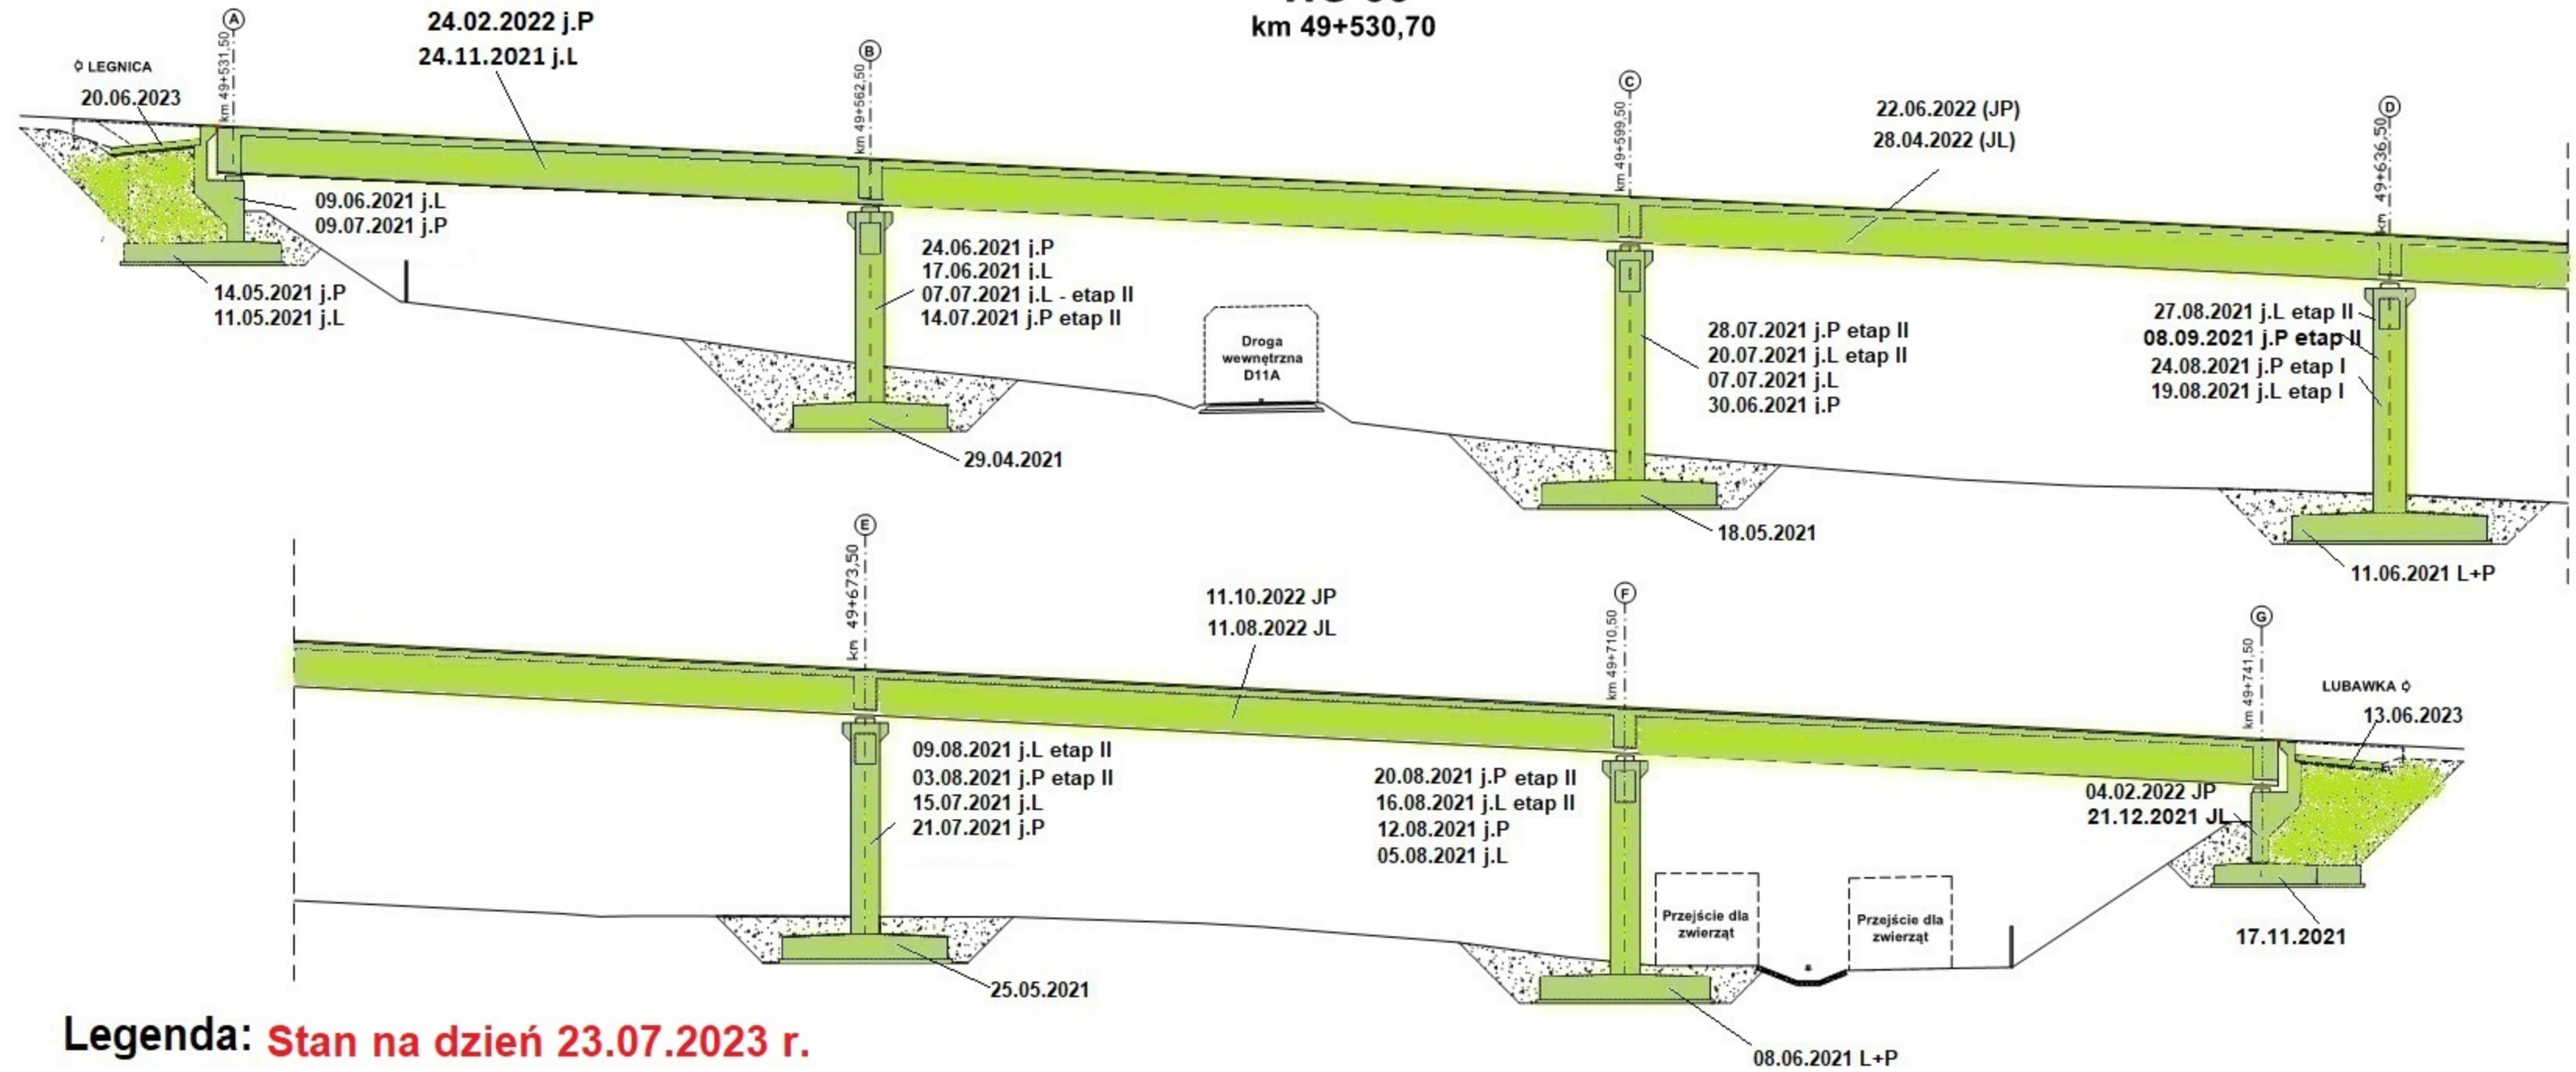 km 49+530,70
A
24.02.2022 j.P
24.11.2021 j.L
LEGNICA
20.06.2023
km 49+531,50
B
km 49+562,50
C
km 49+599,50
22.06.2022 (JP)
28.04.2022 (JL)
D
km 49+636,50
09.06.2021 j.L
09.07.2021 j.P
14.05.2021 j.P
11.05.2021 j.L
24.06.2021 j.P
17.06.2021 j.L
07.07.2021 j.L - etap II
14.07.2021 j.P etap II
29.04.2021
Droga
wewnętrzna
D11A
28.07.2021 j.P etap II
20.07.2021 j.L etap II
07.07.2021 j.L
30.06.2021 j.P
18.05.2021
27.08.2021 j.L etap II
08.09.2021 j.P etap II
24.08.2021 j.P etap I
19.08.2021 j.L etap I
11.06.2021 L+P
E
km 49+673,50
11.10.2022 JP
11.08.2022 JL
F
km 49+710,50
G
km 49+741,50
LUBAWKA
13.06.2023
09.08.2021 j.L etap II
03.08.2021 j.P etap II
15.07.2021 j.L
21.07.2021 j.P
25.05.2021
20.08.2021 j.P etap II
16.08.2021 j.L etap II
12.08.2021 j.P
05.08.2021 j.L
08.06.2021 L+P
Przejście dla
zwierząt
Przejście dla
zwierząt
04.02.2022 JP
21.12.2021 JL
17.11.2021
Legenda: Stan na dzień 23.07.2023 r.